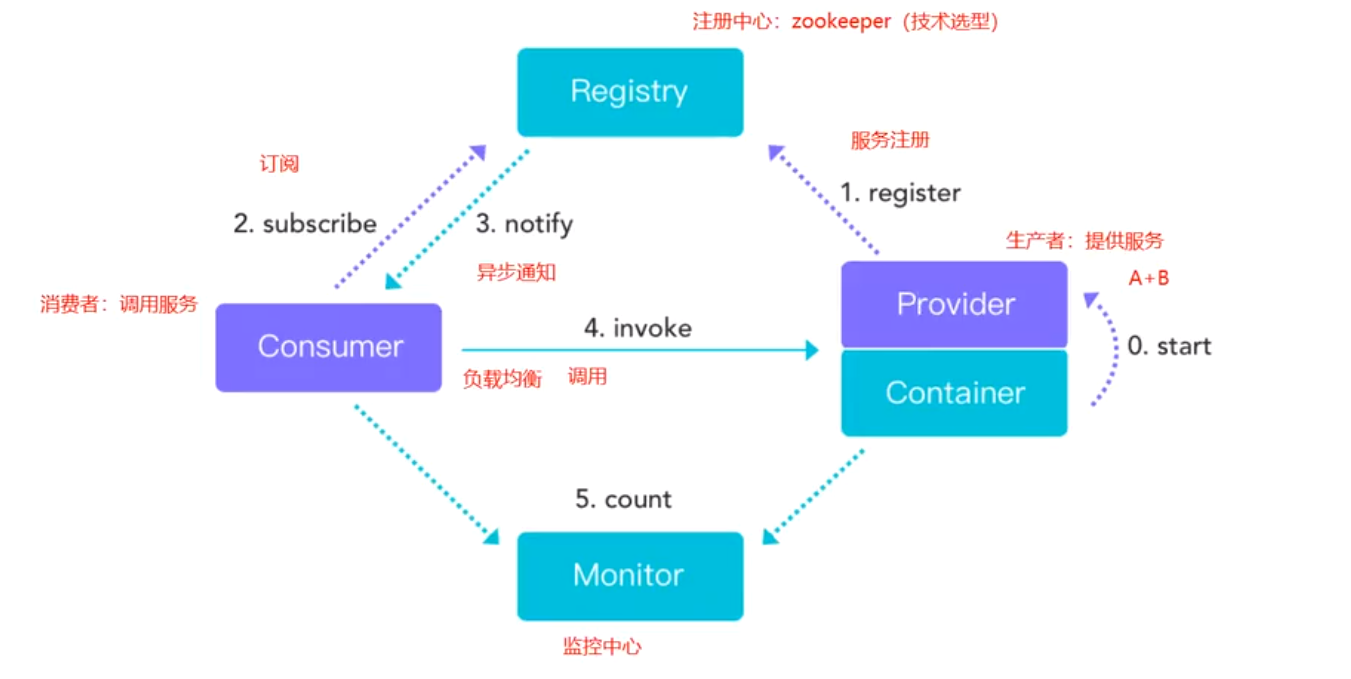 注册中心：zookeeper（技术选型）
Registry
服务注册
订阅
1. register
2. subscribe
3. notify
生产者：提供服务
异步通知
A+B
消费者：调用服务
Provider
4. invoke
Consumer
0. start
负载均衡
调用
Container
5. count
Monitor
监控中心